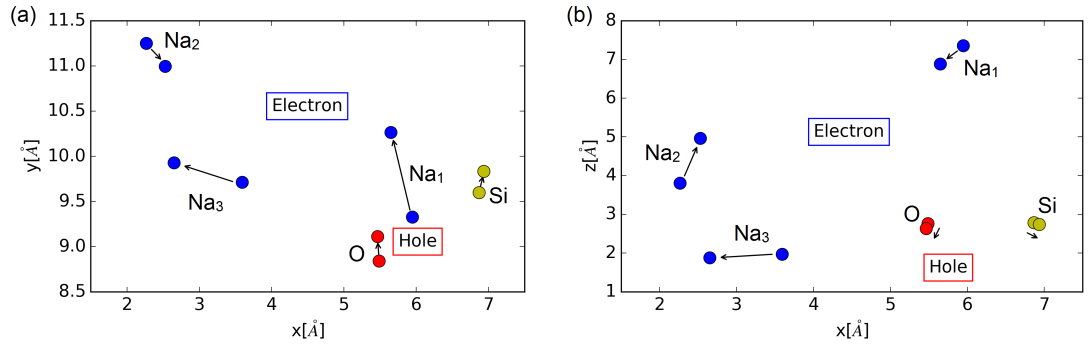 (a)
11.5
11.0
10.5
10.0
9.5
9.0
8.5
y[Å]
Na₂
Electron
Na₁
Na₃
Si
O
Hole
2 3 4 5 6 7
x[Å]
(b)
8
7
6
5
4
3
2
1
z[Å]
Na₁
Electron
Na₂
O
Si
Na₃
Hole
2 3 4 5 6 7
x[Å]